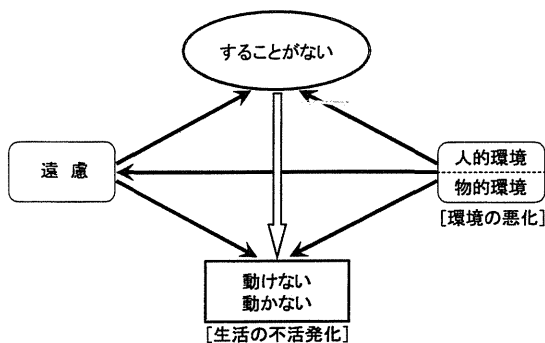 することがない
遠慮
人的環境
物的環境
[環境の悪化]
動けない
動かない
[生活の不活発化]